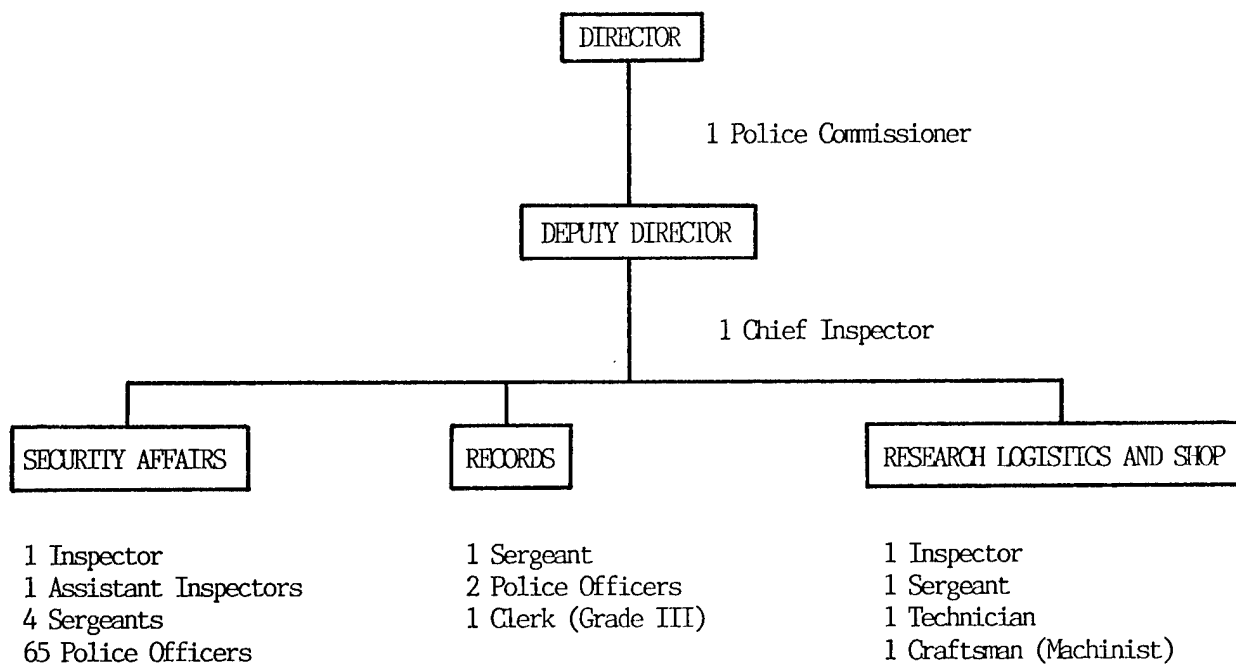 DIRECTOR
1 Police Commissioner
DEPUTY DIRECTOR
1 Chief Inspector
SECURITY AFFAIRS
RECORDS
RESEARCH LOGISTICS AND SHOP
1 Inspector
1 Assistant Inspectors
4 Sergeants
65 Police Officers
1 Sergeant
2 Police Officers
1 Clerk (Grade III)
1 Inspector
1 Sergeant
1 Technician
1 Craftsman (Machinist)